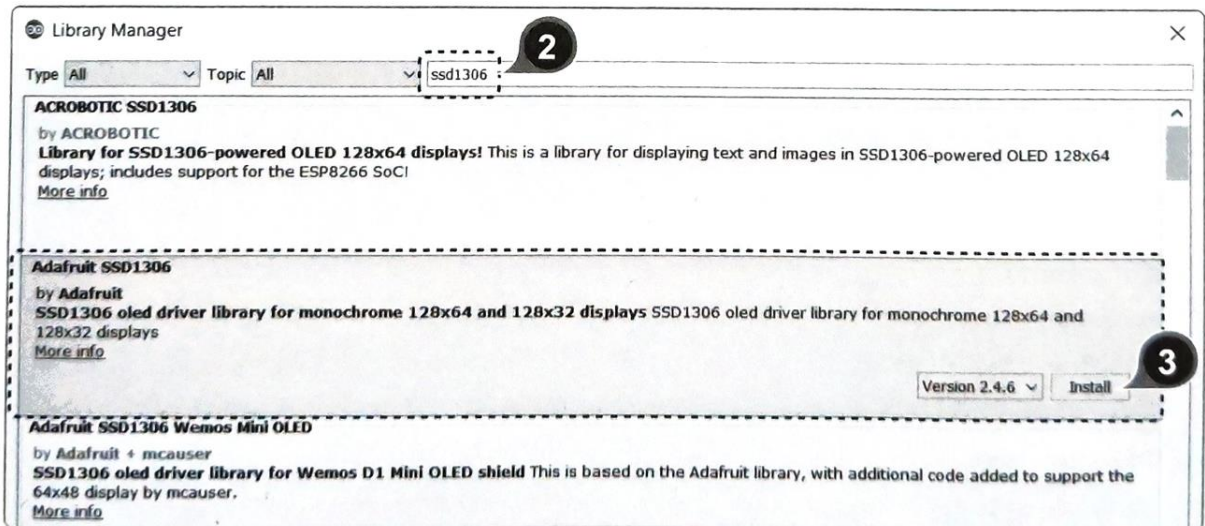 Library Manager
2
Type All Topic All ssd1306
ACROBOTIC SSD1306
by ACROBOTIC
Library for SSD1306-powered OLED 128x64 displays! This is a library for displaying text and images in SSD1306-powered OLED 128x64
displays; includes support for the ESP8266 SoC!
More info
Adafruit SSD1306
by Adafruit
SSD1306 oled driver library for monochrome 128x64 and 128x32 displays SSD1306 oled driver library for monochrome 128x64 and
128x32 displays
More info
3
Version 2.4.6 Install
Adafruit SSD1306 Wemos Mini OLED
by Adafruit + mcauser
SSD1306 oled driver library for Wemos D1 Mini OLED shield This is based on the Adafruit library, with additional code added to support the
64x48 display by mcauser.
More info